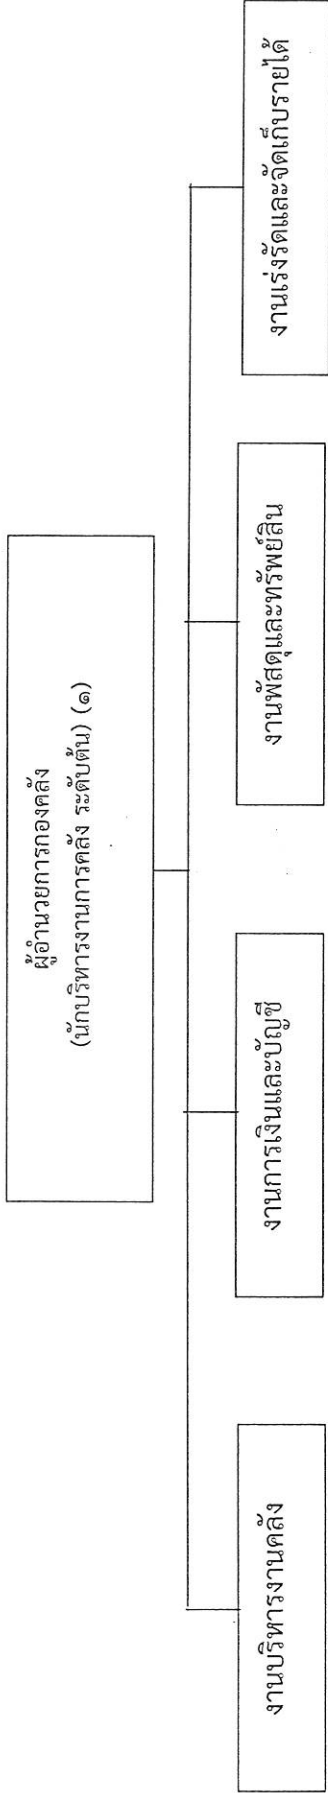 ผู้อำนวยการกองคลัง
(นักบริหารงานการคลัง ระดับต้น) (๑)
งานบริหารงานคลัง
งานการเงินและบัญชี
งานพัสดุและทรัพย์สิน
งานเร่งรัดและจัดเก็บรายได้